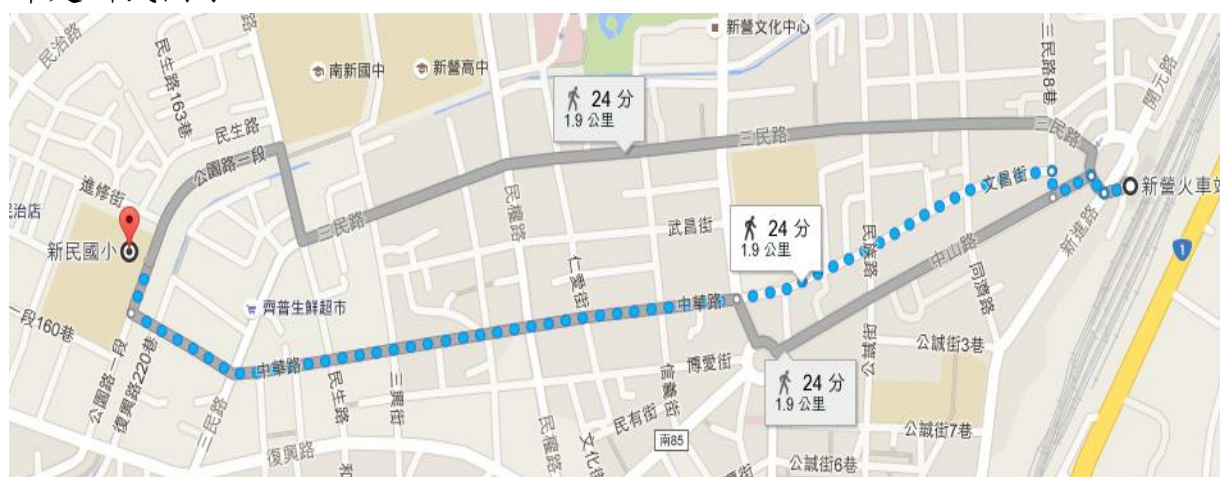 民治路
民生路163巷
路
南新國中
新營高中
新營文化中心
三民路8巷
開元路
24 分
1.9 公里
民生路
公園路一段
三民路
三民路
進修街
三民路
民權路
文昌街
新營火車站
民治店
新民國小
武昌街
24 分
1.9 公里
民族路
中山路
新進路
1
仁愛街
同濟路
齊普生鮮超市
中華路
一段160巷
公園路一段
復興路220巷
中華路
三民路
民生路
三興街
信義街
博愛街
公誠街
公誠街3巷
24 分
1.9 公里
民權路
文化街
民有街
南85
復興路
公誠街7巷
公誠街6巷
和